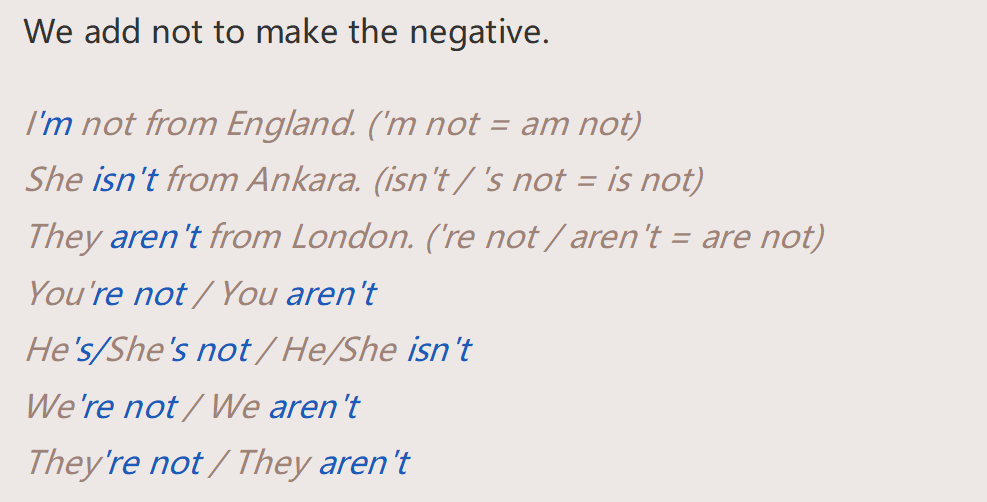 We add not to make the negative.
I'm not from England. ('m not = am not)
She isn't from Ankara. (isn't / 's not = is not)
They aren't from London. ('re not / aren't = are not)
You're not / You aren't
He's/She's not / He/She isn't
We're not / We aren't
They're not / They aren't